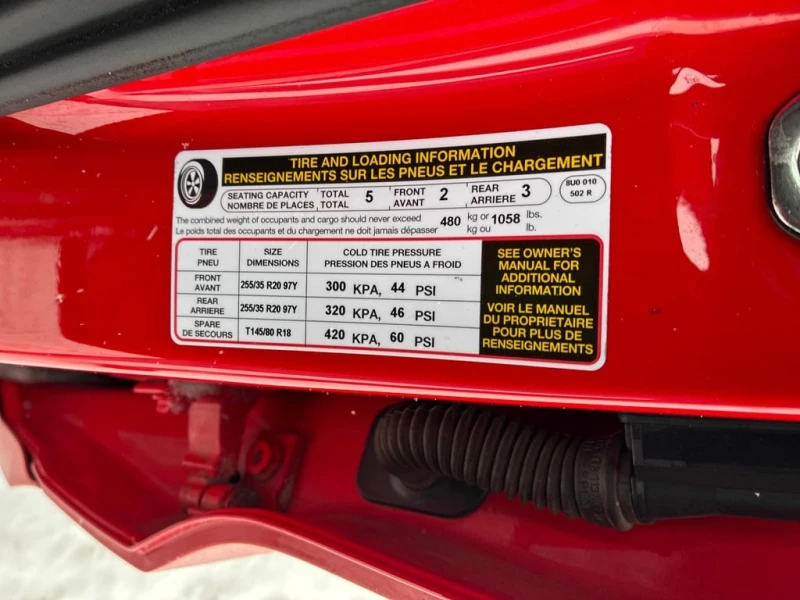 TIRE AND LOADING INFORMATION
RENSEIGNEMENTS SUR LES PNEUS ET LE CHARGEMENT
SEATING CAPACITY TOTAL 5 FRONT 2 REAR 3
NOMBRE DE PLACES TOTAL AVANT ARRIERE
8U0 010
502 R
The combined weight of occupants and cargo should never exceed 480 kg or 1058 lbs.
Le poids total des occupants et du chargement ne doit jamais dépasser kg ou lb.
TIRE SIZE COLD TIRE PRESSURE
PNEU DIMENSIONS PRESSION DES PNEUS A FROID
FRONT
AVANT 255/35 R20 97Y 300 KPA, 44 PSI
REAR
ARRIERE 255/35 R20 97Y 320 KPA, 46 PSI
SPARE
DE SECOURS T145/80 R18 420 KPA, 60 PSI
SEE OWNER'S
MANUAL FOR
ADDITIONAL
INFORMATION
VOIR LE MANUEL
DU PROPRIETAIRE
POUR PLUS DE
RENSEIGNEMENTS